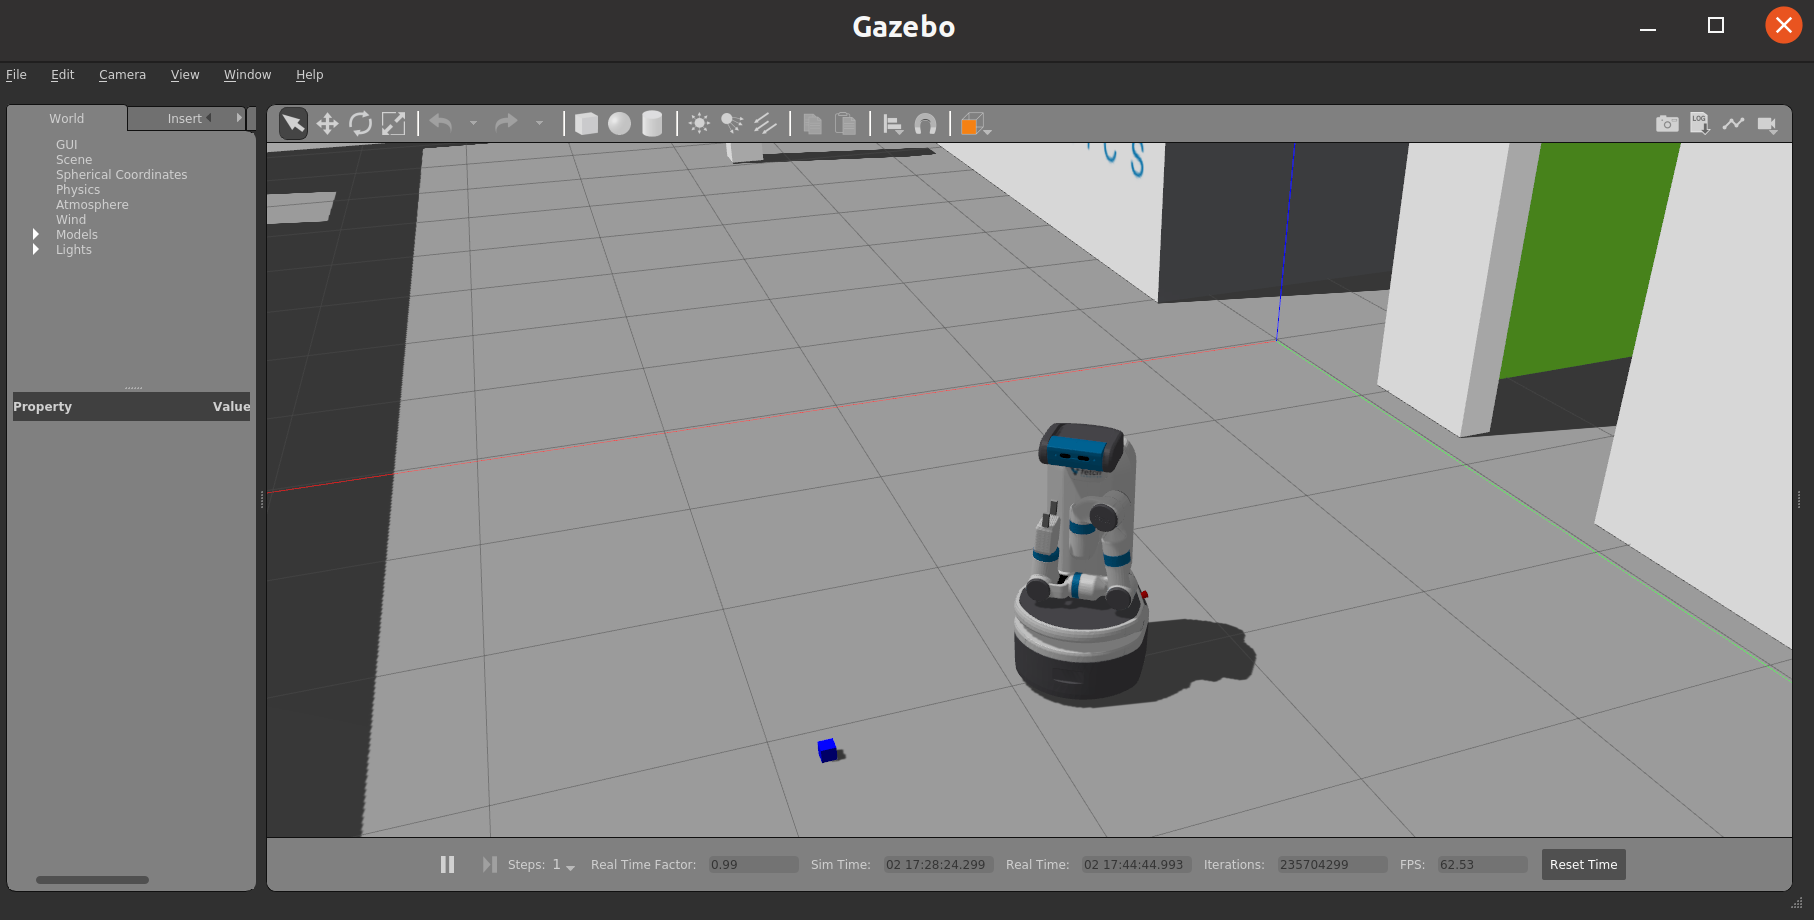 Gazebo
File Edit Camera View Window Help
World Insert
GUI
Scene
Spherical Coordinates
Physics
Atmosphere
Wind
Models
Lights
Property Value
LOG
C S
Steps: 1 Real Time Factor: 0.99 Sim Time: 02 17:28:24.299 Real Time: 02 17:44:44.993 Iterations: 235704299 FPS: 62.53 Reset Time